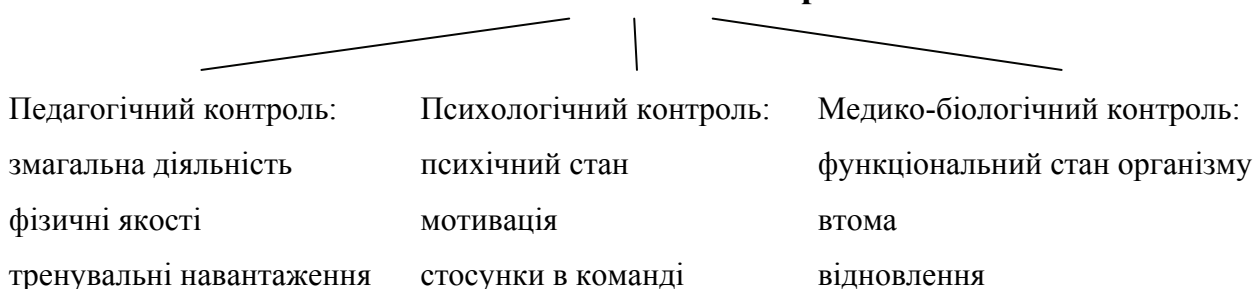 Педагогічний контроль:
змагальна діяльність
фізичні якості
тренувальні навантаження
Психологічний контроль:
психічний стан
мотивація
стосунки в команді
Медико-біологічний контроль:
функціональний стан організму
втома
відновлення